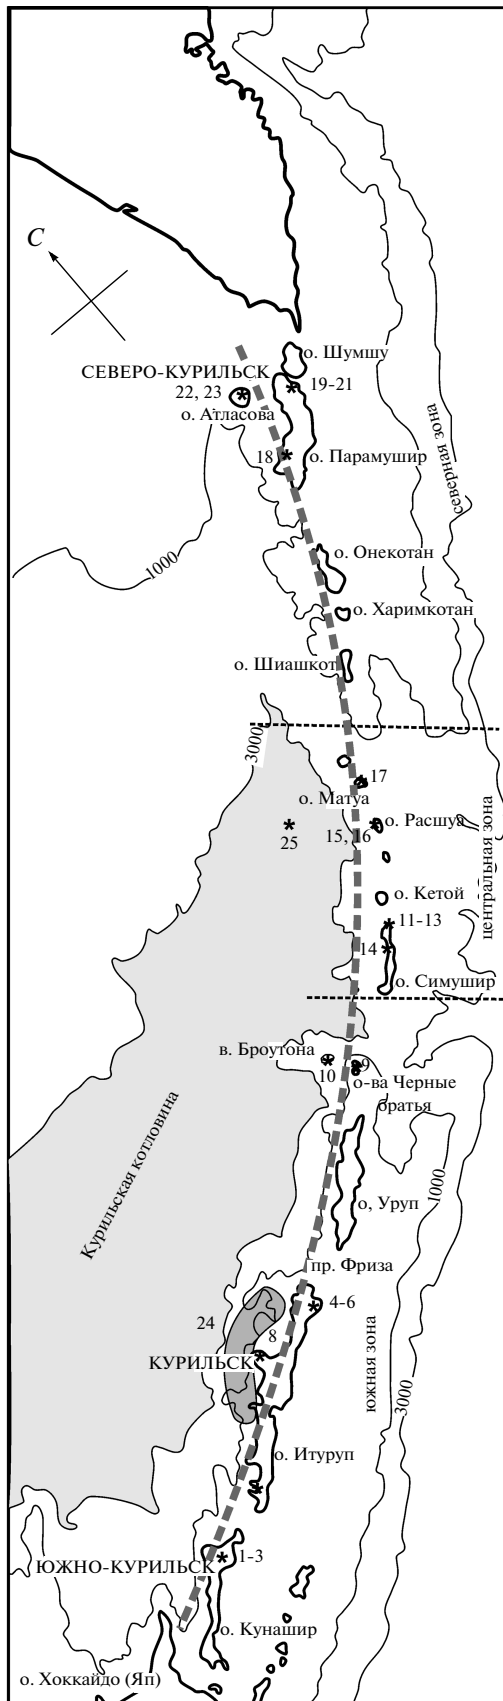 С
о. Шумшу
СЕВЕРО-КУРИЛЬСК
22, 23
19-21
о. Атласова
18
о. Парамушир
северная зона
1000
о. Онекотан
о. Харимкотан
о. Шиашкот
3000
17
о. Матуа
25
15, 16
о. Расшуа
центральная зона
о. Кетой
11-13
14
о. Симушир
в. Броутона
10
9
о-ва Черные
братья
Курильская котловина
1000
о, Уруп
пр. Фриза
4-6
24
8
КУРИЛЬСК
южная зона
3000
о. Итуруп
ЮЖНО-КУРИЛЬСК
1-3
о. Кунашир
о. Хоккайдо (Яп)